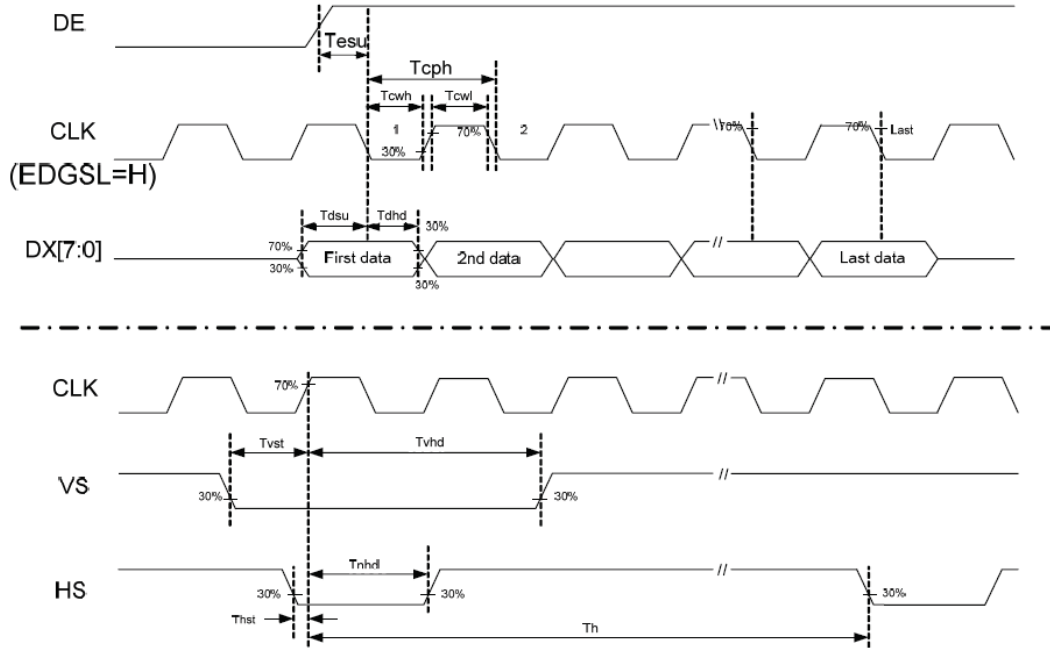 DE
Tesu
Tcph
Tcwh
Tcwl
CLK
1
70%
2
//
70%
70%
Last
30%
(EDGSL=H)
Tdsu
Tdhd
30%
DX[7:0]
70%
First data
2nd data
//
Last data
30%
30%
CLK
70%
//
Tvst
Tvhd
VS
30%
30%
//
HS
30%
30%
//
30%
Thst
Th